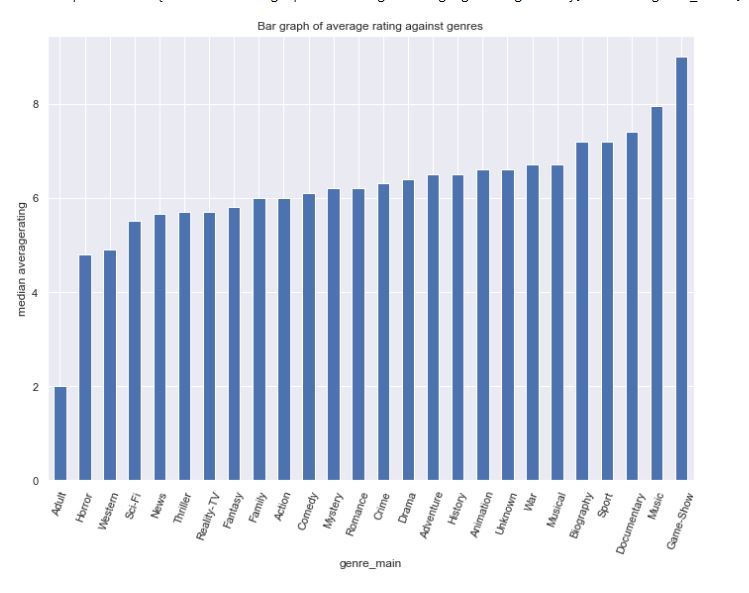 Bar graph of average rating against genres
8
6
4
2
0
median averagerating
Adult
Horror
Western
Sci-Fi
News
Thriller
Reality-TV
Fantasy
Family
Action
Comedy
Mystery
Romance
Crime
Drama
Adventure
History
Animation
Unknown
War
Musical
Biography
Sport
Documentary
Music
Game-Show
genre_main